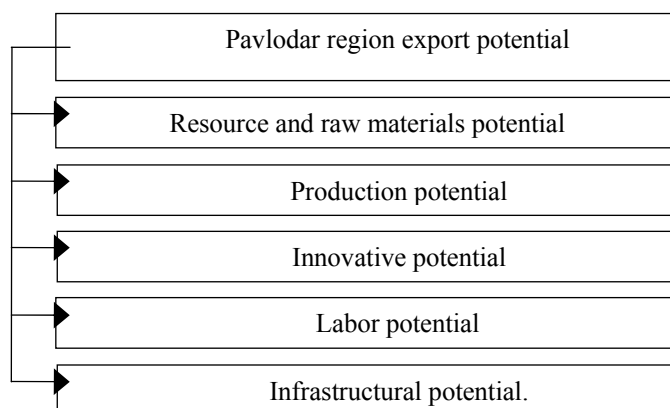 Pavlodar region export potential
Resource and raw materials potential
Production potential
Innovative potential
Labor potential
Infrastructural potential.